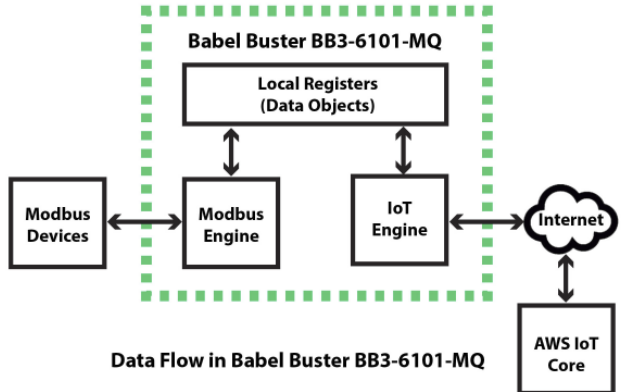 Babel Buster BB3-6101-MQ
Local Registers
(Data Objects)
Modbus
Devices
Modbus
Engine
IoT
Engine
Internet
AWS IoT
Core
Data Flow in Babel Buster BB3-6101-MQ